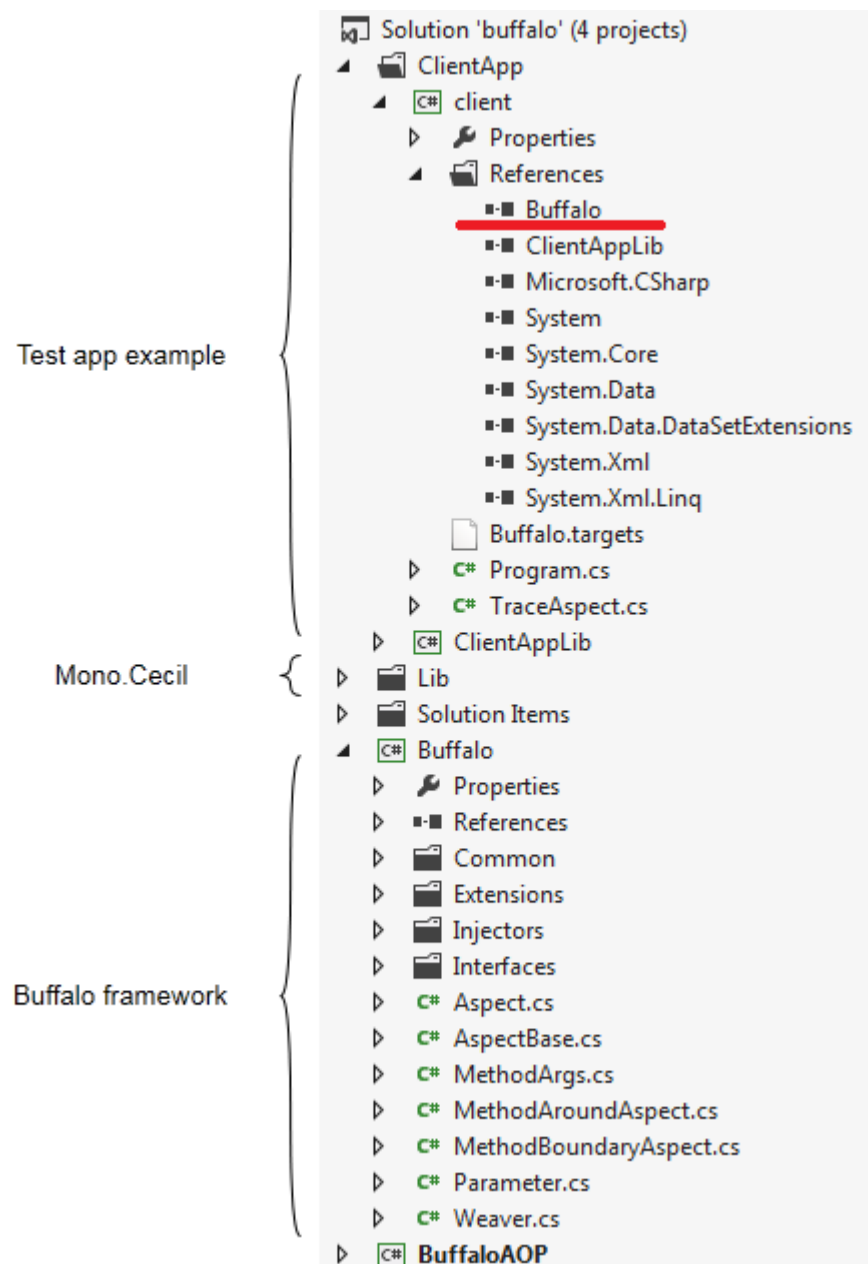 Solution 'buffalo' (4 projects)
ClientApp
C# client
Properties
References
Buffalo
ClientAppLib
Microsoft.CSharp
System
Test app example
System.Core
System.Data
System.Data.DataSetExtensions
System.Xml
System.Xml.Linq
Buffalo.targets
C# Program.cs
C# TraceAspect.cs
C# ClientAppLib
Mono.Cecil
Lib
Solution Items
C# Buffalo
Properties
References
Common
Extensions
Injectors
Interfaces
Buffalo framework
C# Aspect.cs
C# AspectBase.cs
C# MethodArgs.cs
C# MethodAroundAspect.cs
C# MethodBoundaryAspect.cs
C# Parameter.cs
C# Weaver.cs
C# BuffaloAOP